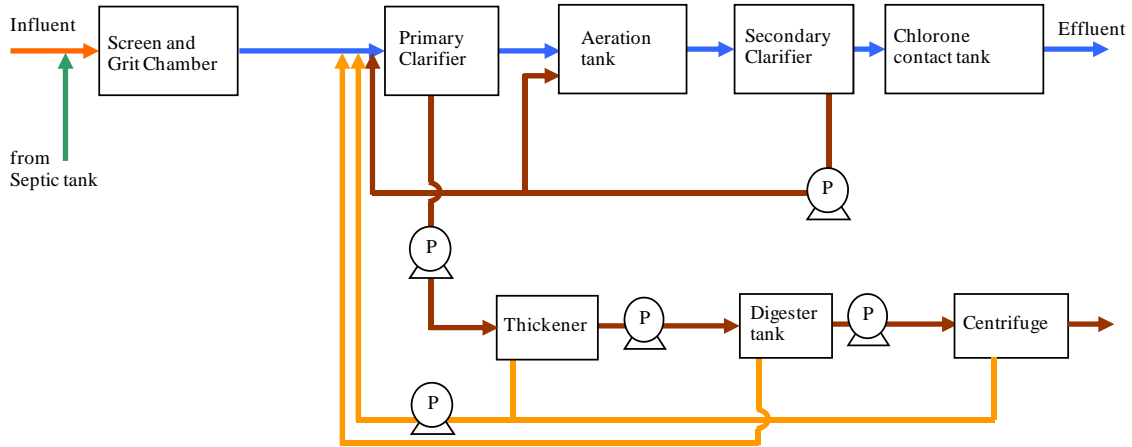 Influent
Screen and
Grit Chamber
Primary
Clarifier
Aeration
tank
Secondary
Clarifier
Chlorone
contact tank
Effluent
from
Septic tank
P
P
Thickener
P
Digester
tank
P
Centrifuge
P